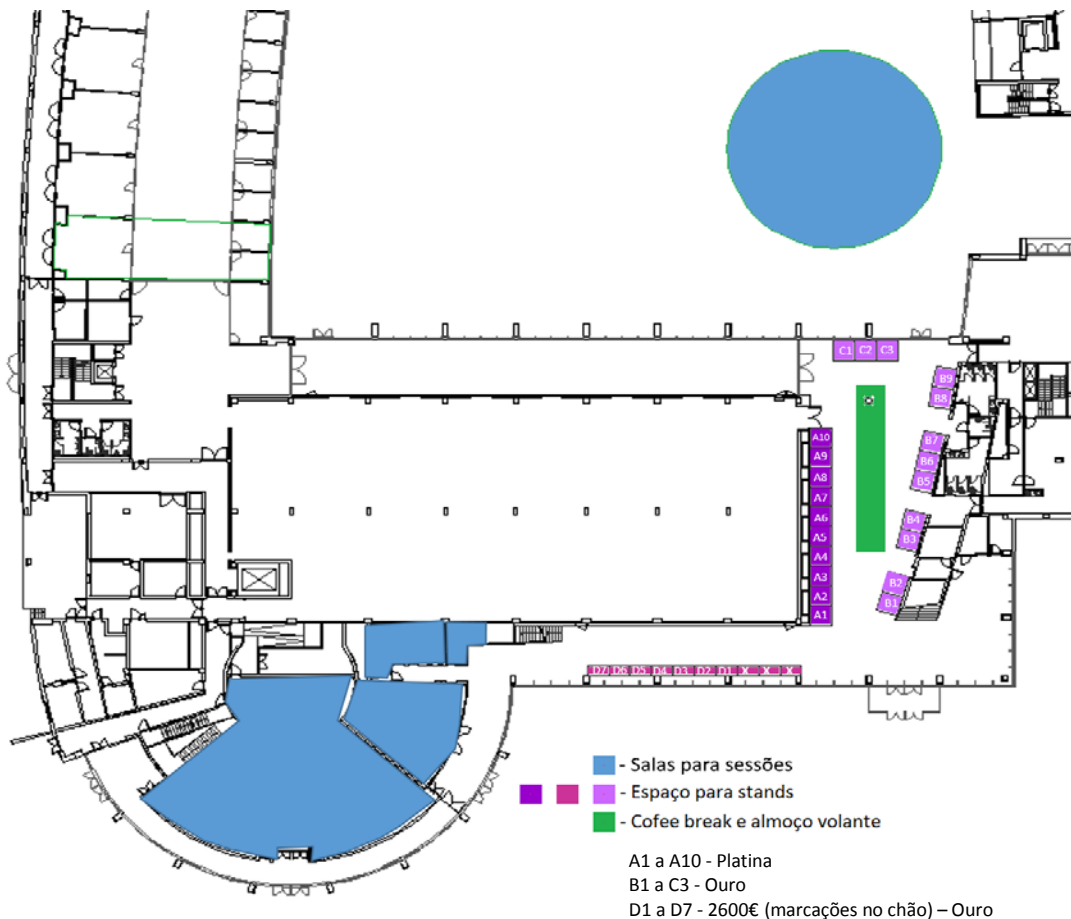 C1 C2 C3
B9
B8
A10
B7
A9
B6
A8
B5
A7
A6
B4
A5
B3
A4
A3
B2
A2
B1
A1
D7 D6 D5 D4 D3 D2 D1 X X X
- Salas para sessões
- Espaço para stands
- Cofee break e almoço volante
A1 a A10 - Platina
B1 a C3 - Ouro
D1 a D7 - 2600€ (marcações no chão) – Ouro